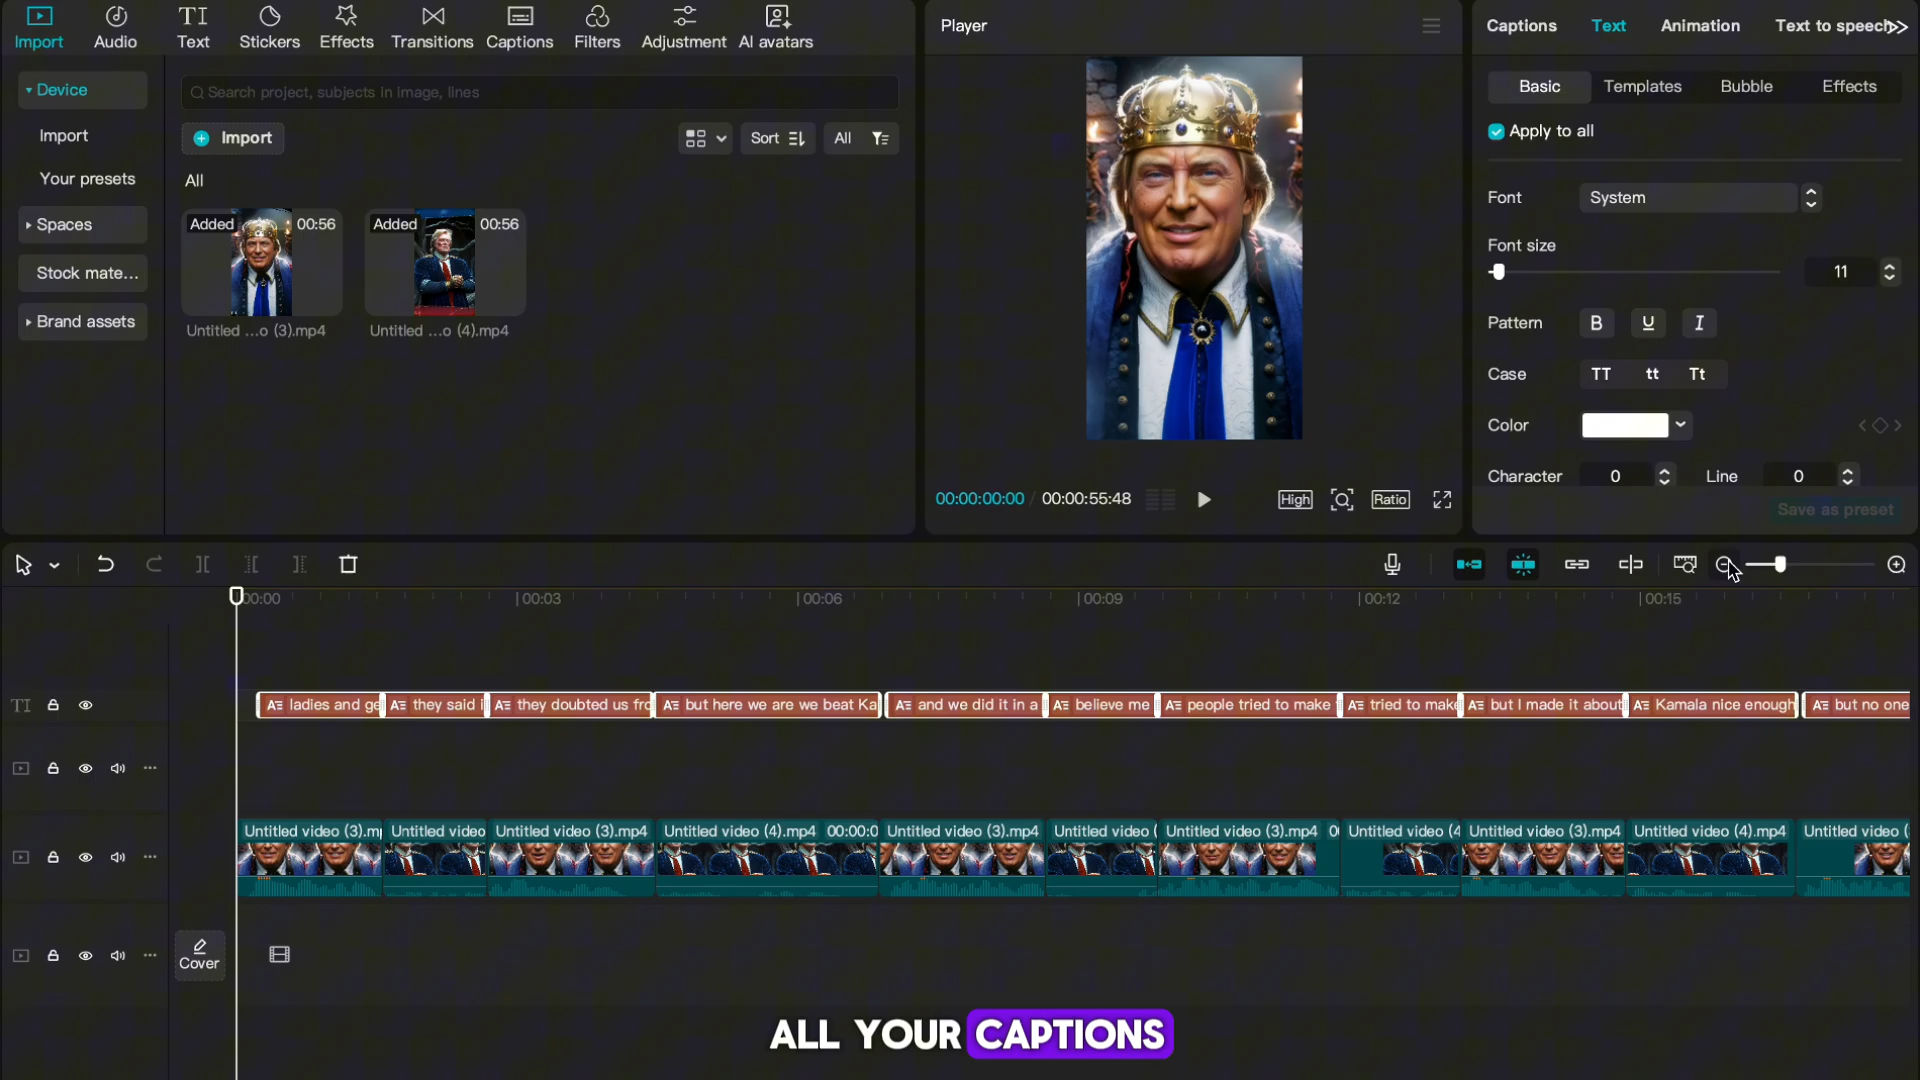 Import
Audio
Text
Stickers
Effects
Transitions
Captions
Filters
Adjustment
AI avatars
Device
Import
Your presets
Spaces
Stock mate...
Brand assets
Search project, subjects in image, lines
Import
Sort
All
All
Added 00:56
Added 00:56
Untitled ...o (3).mp4
Untitled ...o (4).mp4
Player
00:00:00:00 / 00:00:55:48
High
Ratio
Captions
Text
Animation
Text to speech
Basic
Templates
Bubble
Effects
Apply to all
Font
System
Font size
11
Pattern
B U I
Case
TT tt Tt
Color
Character 0
Line 0
Save as preset
00:00 00:03 00:06 00:09 00:12 00:15
TI
ladies and ge
they said i
they doubted us fro
but here we are we beat Ka
and we did it in a
believe me
people tried to make
tried to make
but I made it about
Kamala nice enough
but no one
Untitled video (3).m
Untitled video
Untitled video (3).mp4
Untitled video (4).mp4 00:00:0
Untitled video (3).mp4
Untitled video (
Untitled video (3).mp4 0
Untitled video (4
Untitled video (3).mp4
Untitled video (4).mp4
Untitled video (
Cover
ALL YOUR CAPTIONS